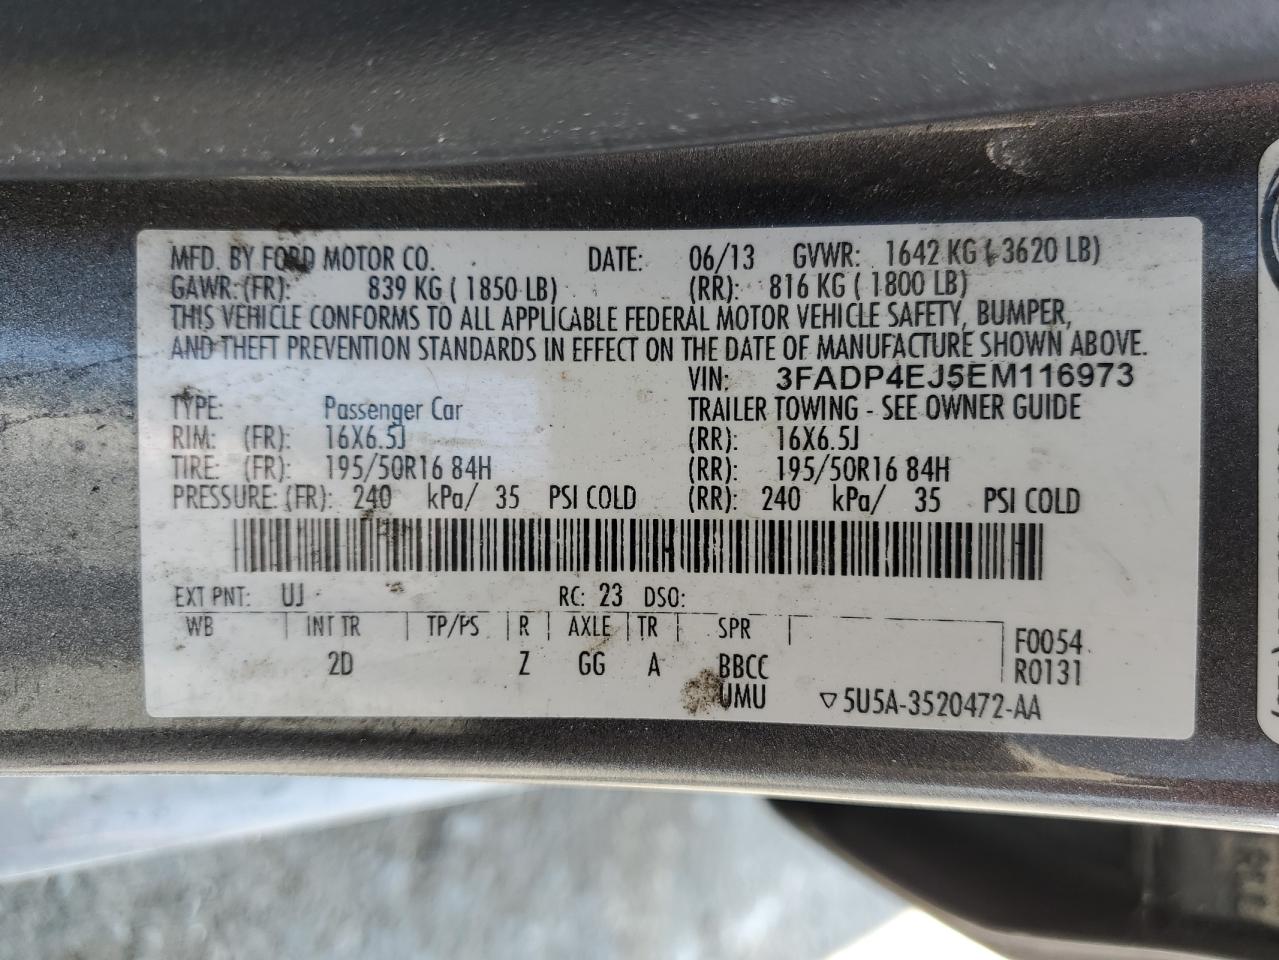 MFD. BY FORD MOTOR CO. DATE: 06/13 GVWR: 1642 KG ( 3620 LB)
GAWR: (FR): 839 KG ( 1850 LB) (RR): 816 KG ( 1800 LB)
THIS VEHICLE CONFORMS TO ALL APPLICABLE FEDERAL MOTOR VEHICLE SAFETY, BUMPER,
AND THEFT PREVENTION STANDARDS IN EFFECT ON THE DATE OF MANUFACTURE SHOWN ABOVE.
VIN: 3FADP4EJ5EM116973
TYPE: Passenger Car TRAILER TOWING - SEE OWNER GUIDE
RIM: (FR): 16X6.5J (RR): 16X6.5J
TIRE: (FR): 195/50R16 84H (RR): 195/50R16 84H
PRESSURE: (FR): 240 kPa/ 35 PSI COLD (RR): 240 kPa/ 35 PSI COLD
EXT PNT: UJ RC: 23 DSO:
WB INT TR TP/PS R AXLE TR SPR F0054
2D Z GG A BBCC R0131
UMU ▽5U5A-3520472-AA